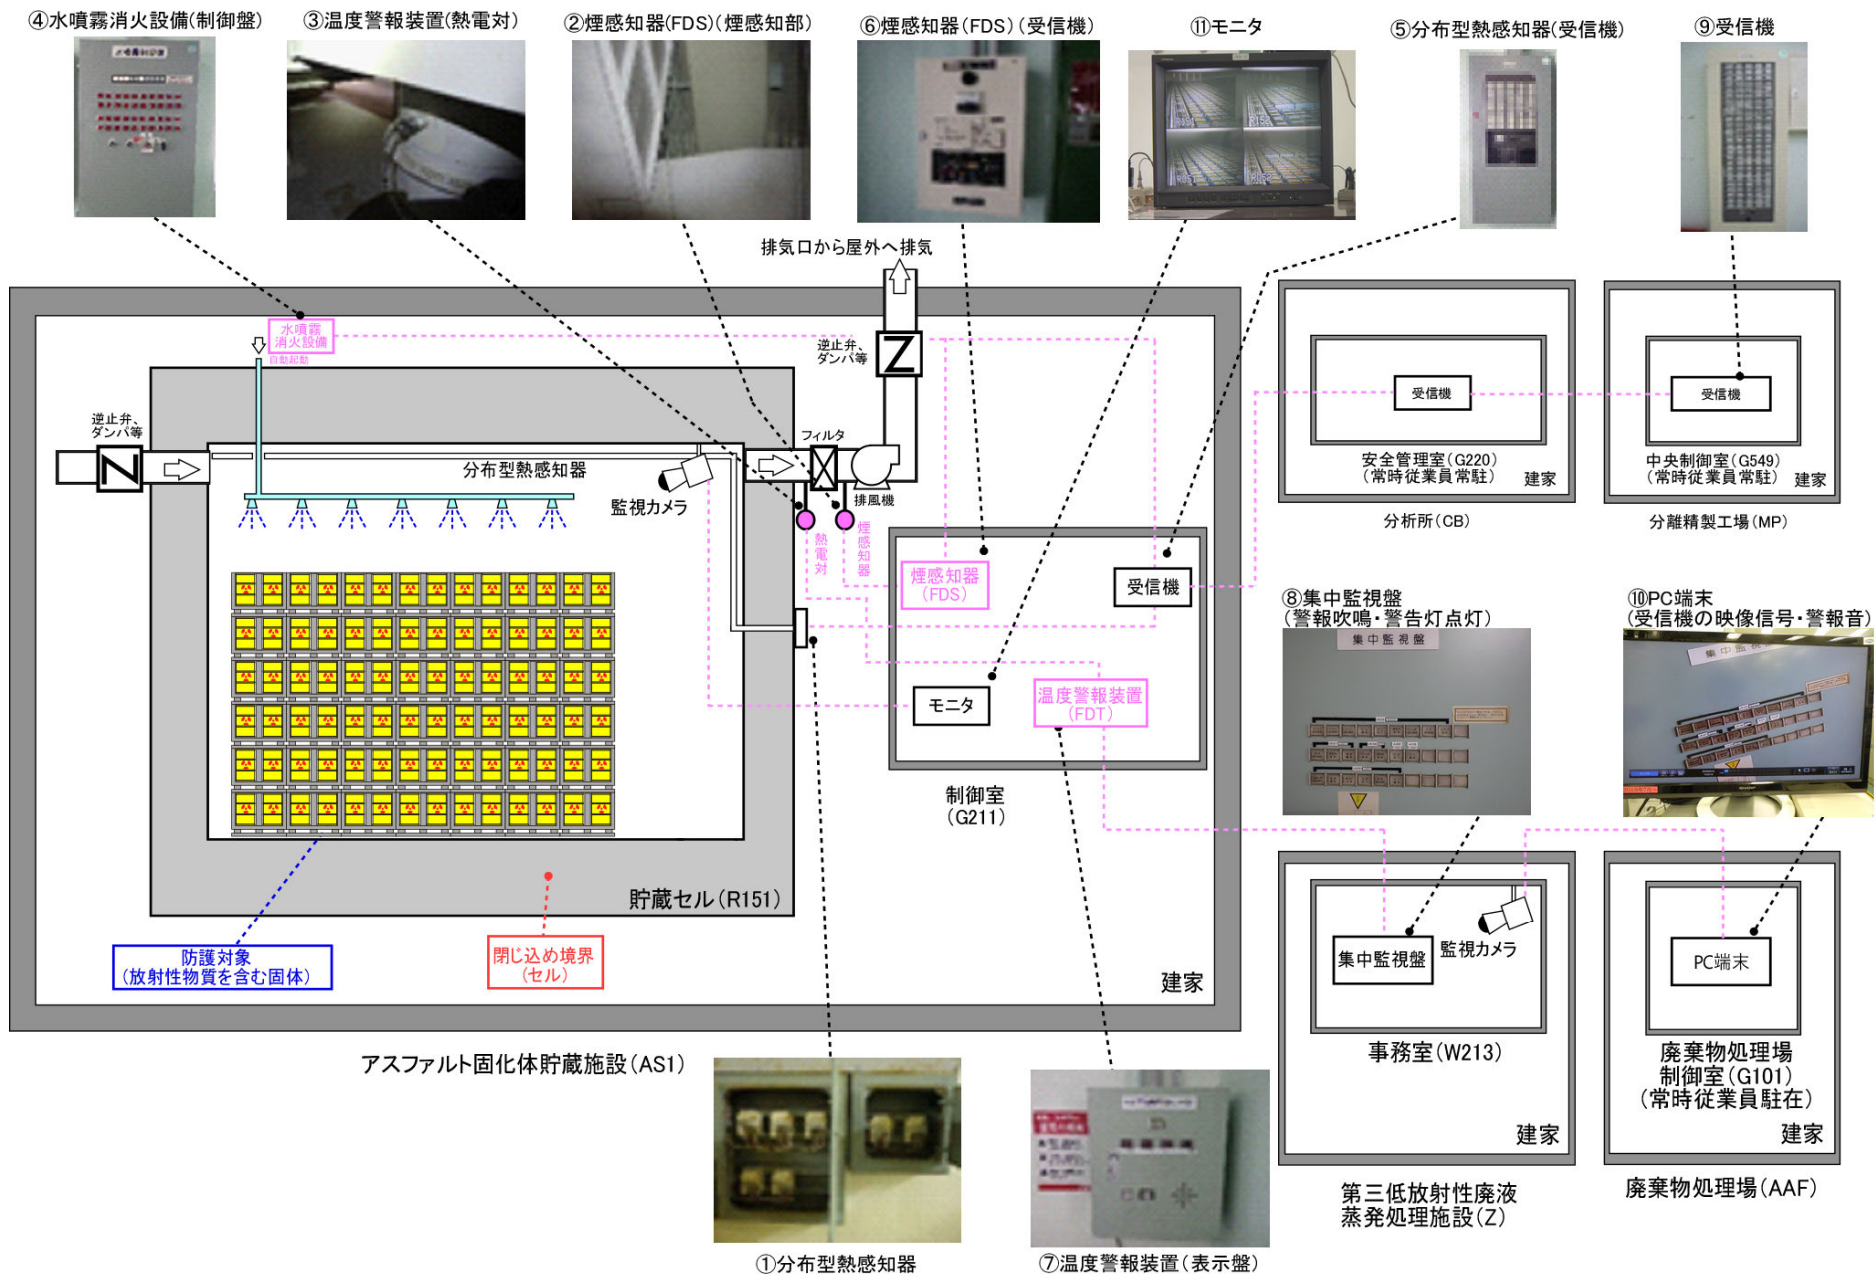 ④水噴霧消火設備(制御盤)
③温度警報装置(熱電対)
②煙感知器(FDS)(煙感知部)
⑥煙感知器(FDS)(受信機)
⑪モニタ
⑤分布型熱感知器(受信機)
⑨受信機
排気口から屋外へ排気
水噴霧
消火設備
自動起動
逆止弁、
ダンパ等
逆止弁、
ダンパ等
フィルタ
排風機
分布型熱感知器
監視カメラ
熱電対
煙感知器
煙感知器
(FDS)
受信機
モニタ
温度警報装置
(FDT)
制御室
(G211)
貯蔵セル(R151)
防護対象
(放射性物質を含む固体)
閉じ込め境界
(セル)
建家
アスファルト固化体貯蔵施設(AS1)
受信機
安全管理室(G220)
(常時従業員常駐)
分析所(CB)
受信機
中央制御室(G549)
(常時従業員常駐)
建家
分離精製工場(MP)
⑧集中監視盤
(警報吹鳴・警告灯点灯)
集中監視盤
⑩PC端末
(受信機の映像信号・警報音)
集中監視盤
集中監視盤
監視カメラ
事務室(W213)
建家
第三低放射性廃液
蒸発処理施設(Z)
PC端末
廃棄物処理場
制御室(G101)
(常時従業員駐在)
建家
廃棄物処理場(AAF)
①分布型熱感知器
⑦温度警報装置(表示盤)